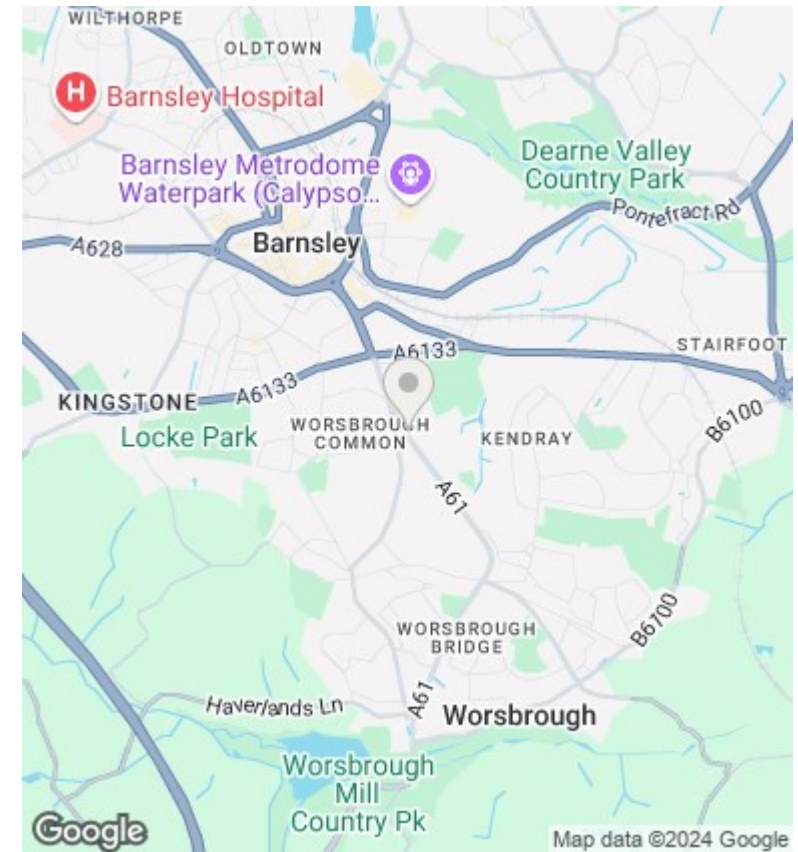 WILTHORPE
OLDTOWN
H
Barnsley Hospital
Barnsley Metrodome
Waterpark (Calypso...
Dearne Valley
Country Park
Pontefract Rd
A628
Barnsley
STAIRFOOT
A6133
A6133
KINGSTONE
Locke Park
WORSBROUGH
COMMON
KENDRAY
B6100
A61
WORSBROUGH
BRIDGE
B6100
Haverlands Ln
A61
Worsbrough
Worsbrough
Mill
Country Pk
Google
Map data ©2024 Google